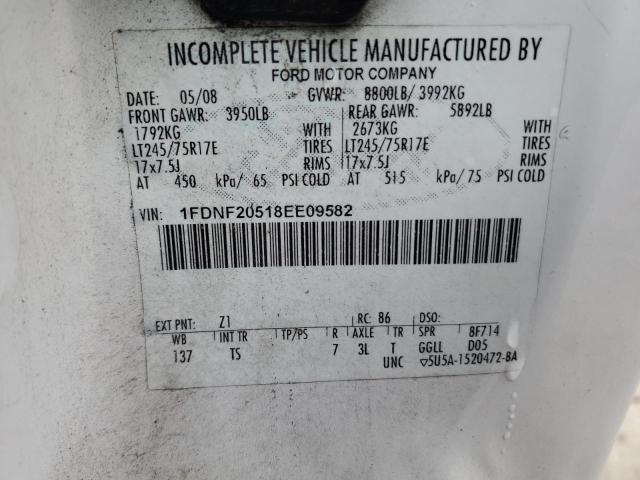 INCOMPLETE VEHICLE MANUFACTURED BY
FORD MOTOR COMPANY
DATE: 05/08 GVWR: 8800LB/ 3992KG
FRONT GAWR: 3950LB REAR GAWR: 5892LB
1792KG WITH 2673KG WITH
LT245/75R17E TIRES LT245/75R17E TIRES
17x7.5J RIMS 17x7.5J RIMS
AT 450 kPa/ 65 PSI COLD AT 515 kPa/ 75 PSI COLD
VIN: 1FDNF20518EE09582
EXT PNT: Z1 RC: 86 DSO:
WB INT TR TP/PS R AXLE TR SPR 8F714
137 TS 7 3L T GGLL D05
UNC ▽5U5A-1520472-BA